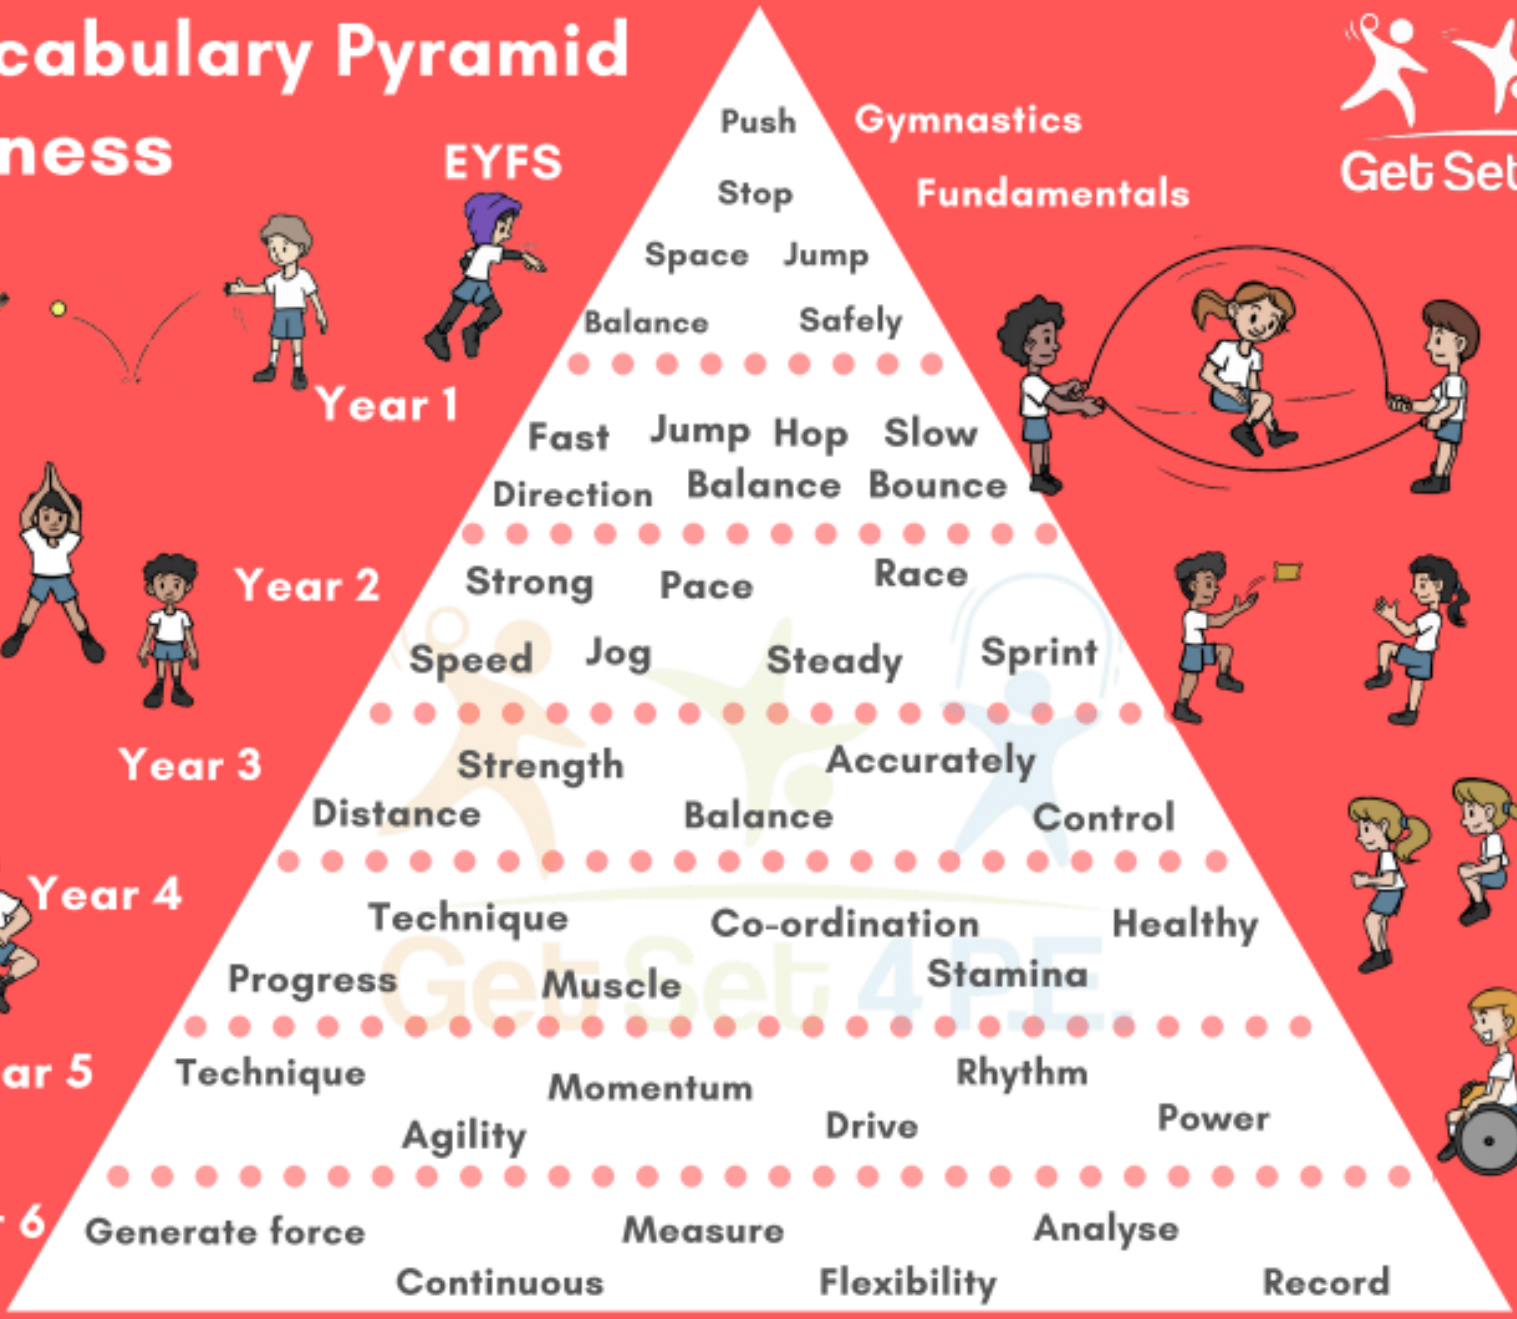 cabulary Pyramid
ness
Get Set
EYFS
Gymnastics
Fundamentals
Push
Stop
Space Jump
Balance Safely
Year 1
Fast Jump Hop Slow
Direction Balance Bounce
Year 2
Strong Pace Race
Speed Jog Steady Sprint
Year 3
Strength Accurately
Distance Balance Control
Year 4
Technique Co-ordination Healthy
Progress Muscle Stamina
Get Set 4 P.E.
ar 5
Technique Momentum Rhythm
Agility Drive Power
r 6
Generate force Measure Analyse
Continuous Flexibility Record